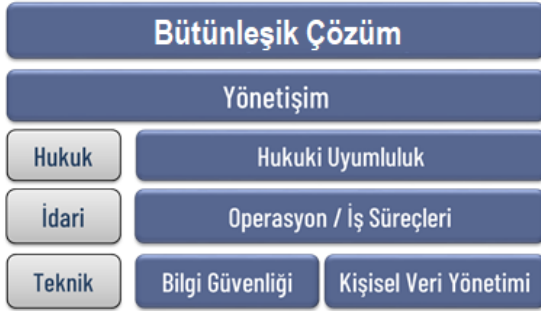 Bütünleşik Çözüm
Yönetişim
Hukuk
Hukuki Uyumluluk
İdari
Operasyon / İş Süreçleri
Teknik
Bilgi Güvenliği
Kişisel Veri Yönetimi